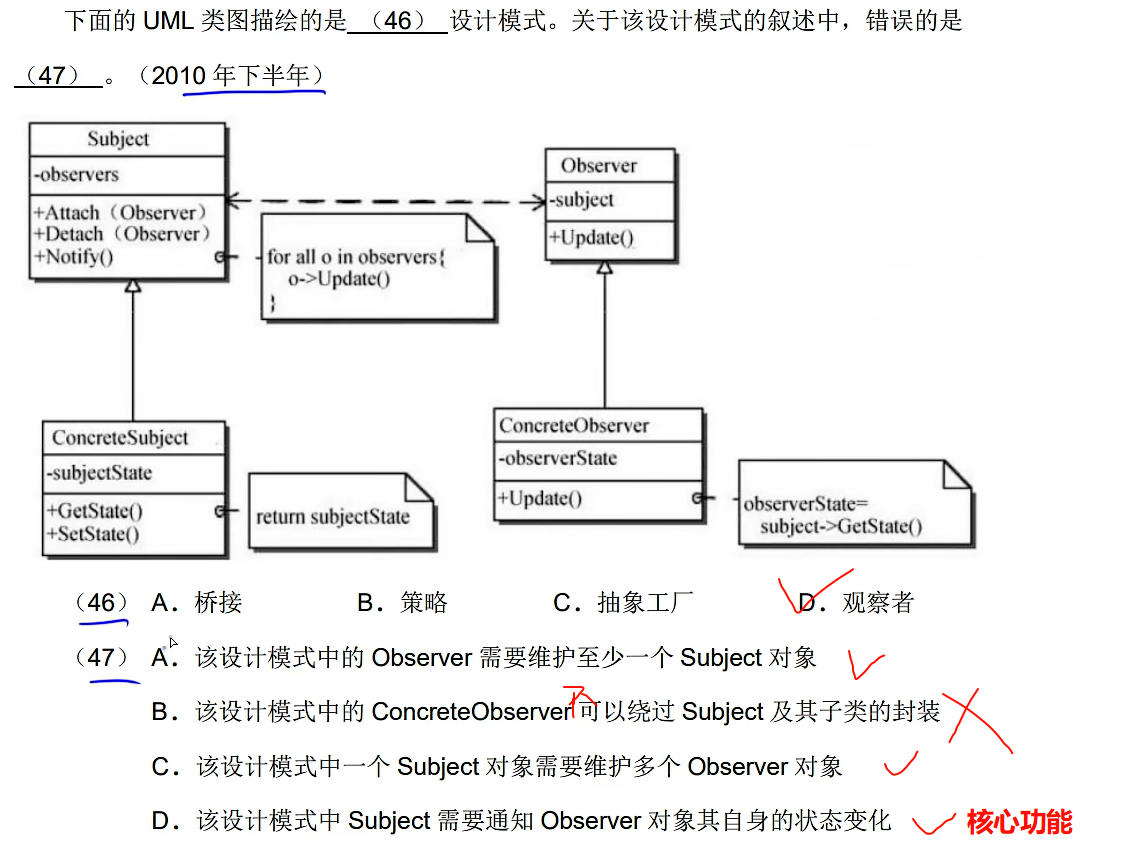 下面的 UML 类图描绘的是 （46） 设计模式。关于该设计模式的叙述中，错误的是
（47） 。（2010 年下半年）
Subject
-observers
+Attach（Observer）
+Detach（Observer）
+Notify()
for all o in observers{
o->Update()
}
Observer
-subject
+Update()
ConcreteSubject
-subjectState
+GetState()
+SetState()
return subjectState
ConcreteObserver
-observerState
+Update()
observerState=
subject->GetState()
（46） A．桥接 B．策略 C．抽象工厂 D．观察者
（47） A．该设计模式中的 Observer 需要维护至少一个 Subject 对象
B．该设计模式中的 ConcreteObserver 可以绕过 Subject 及其子类的封装
C．该设计模式中一个 Subject 对象需要维护多个 Observer 对象
D．该设计模式中 Subject 需要通知 Observer 对象其自身的状态变化 核心功能